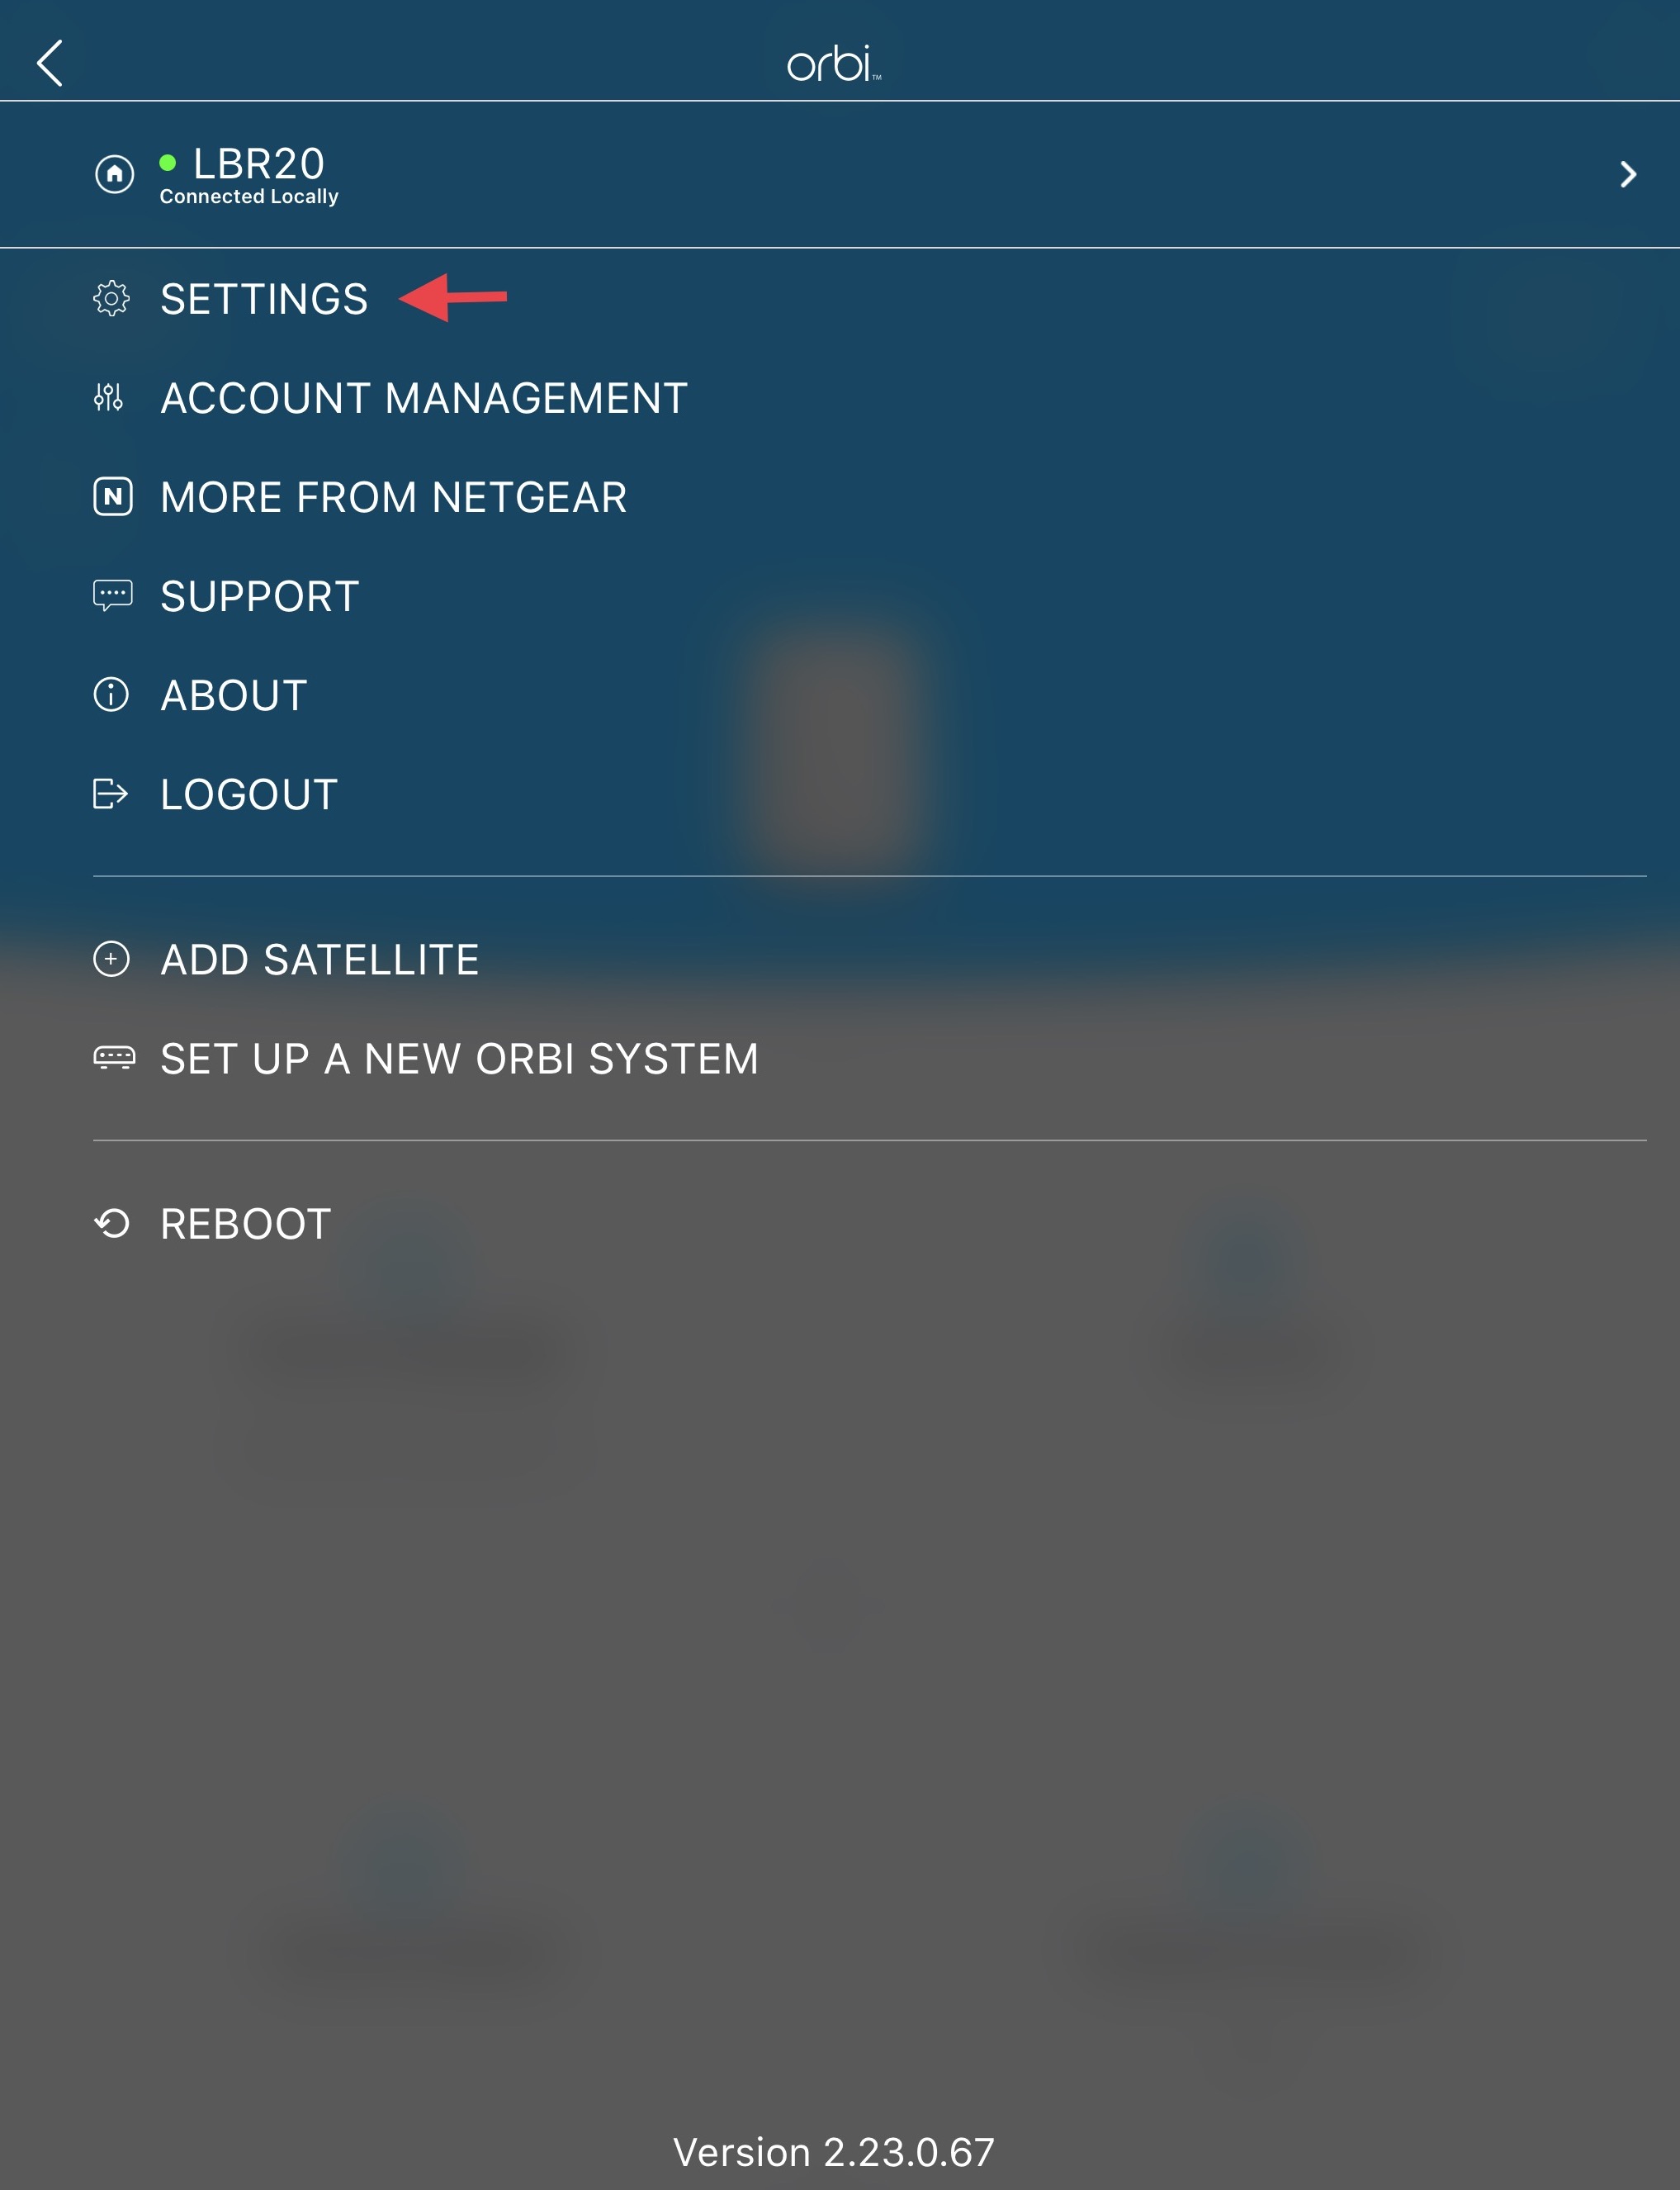 orbi™
LBR20
Connected Locally
SETTINGS
ACCOUNT MANAGEMENT
N MORE FROM NETGEAR
SUPPORT
ABOUT
LOGOUT
ADD SATELLITE
SET UP A NEW ORBI SYSTEM
REBOOT
Version 2.23.0.67